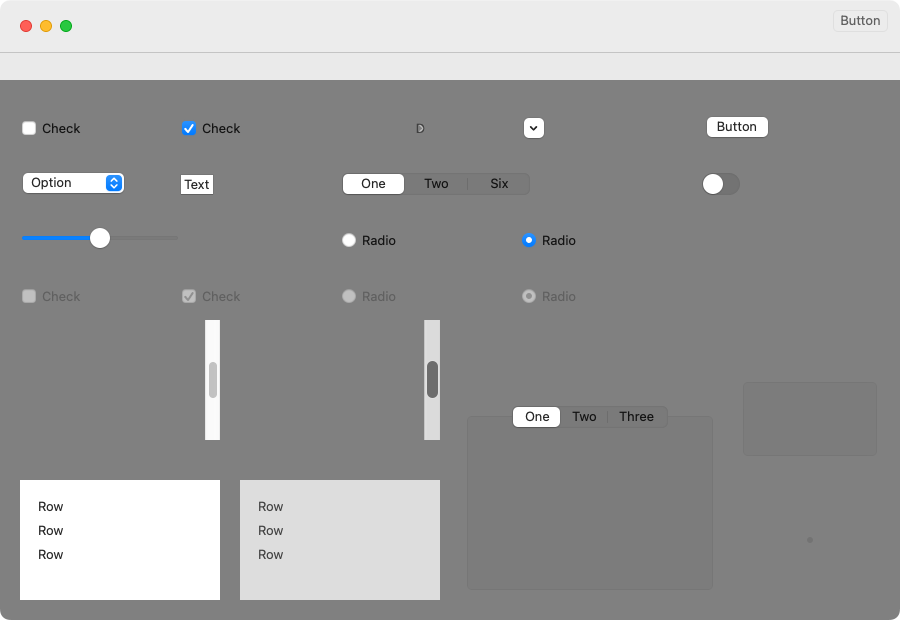 Button
Check
Check
D
Button
Option
Text
One Two Six
Radio
Radio
Check
Check
Radio
Radio
One Two Three
Row
Row
Row
Row
Row
Row